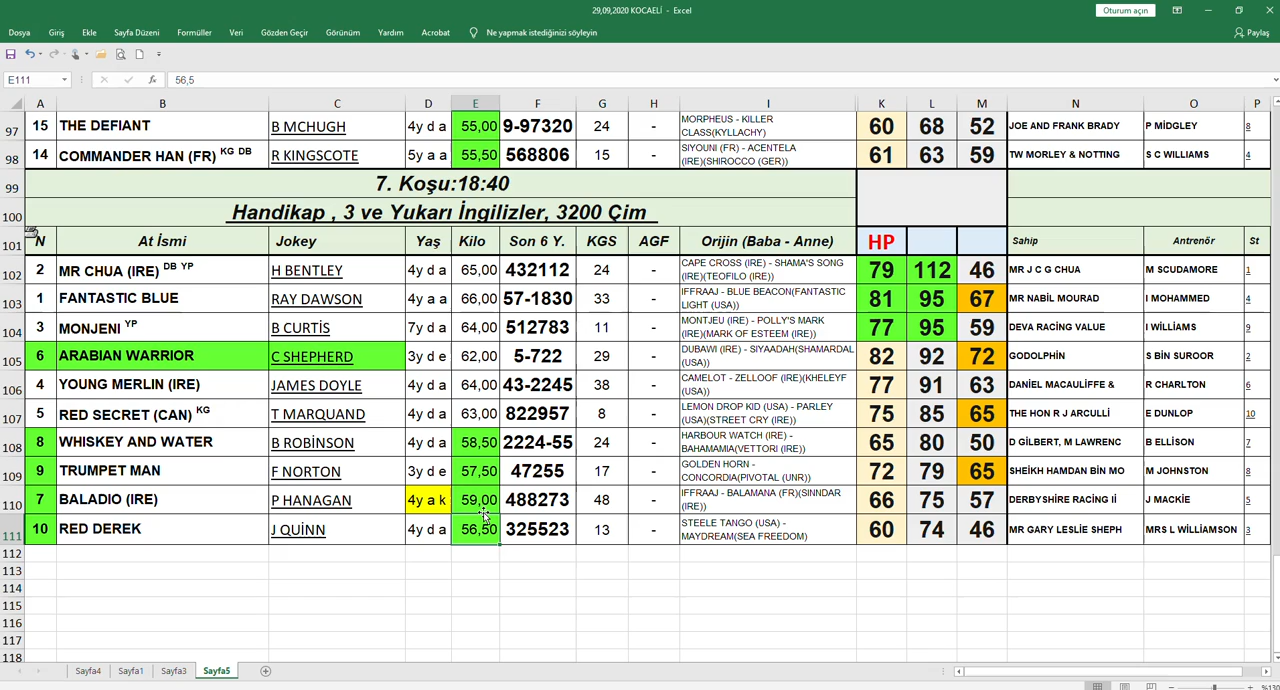 29,09,2020 KOCAELİ - Excel
Oturum açın
Dosya Giriş Ekle Sayfa Düzeni Formüller Veri Gözden Geçir Görünüm Yardım Acrobat Ne yapmak istediğinizi söyleyin Paylaş
E111 fx 56,5
A B C D E F G H I K L M N O P
97 15 THE DEFIANT B MCHUGH 4y d a 55,00 9-97320 24 - MORPHEUS - KILLER CLASS(KYLLACHY) 60 68 52 JOE AND FRANK BRADY P MİDGLEY 8
98 14 COMMANDER HAN (FR) KG DB R KINGSCOTE 5y a a 55,50 568806 15 - SIYOUNI (FR) - ACENTELA (IRE)(SHIROCCO (GER)) 61 63 59 TW MORLEY & NOTTING S C WILLIAMS 4
99 7. Koşu:18:40
100 Handikap , 3 ve Yukarı İngilizler, 3200 Çim
101 N At İsmi Jokey Yaş Kilo Son 6 Y. KGS AGF Orijin (Baba - Anne) HP Sahip Antrenör St
102 2 MR CHUA (IRE) DB YP H BENTLEY 4y d a 65,00 432112 24 - CAPE CROSS (IRE) - SHAMA'S SONG (IRE)(TEOFILO (IRE)) 79 112 46 MR J C G CHUA M SCUDAMORE 1
103 1 FANTASTIC BLUE RAY DAWSON 4y a a 66,00 57-1830 33 - IFFRAAJ - BLUE BEACON(FANTASTIC LIGHT (USA)) 81 95 67 MR NABIL MOURAD I MOHAMMED 4
104 3 MONJENI YP B CURTİS 7y d a 64,00 512783 11 - MONTJEU (IRE) - POLLY'S MARK (IRE)(MARK OF ESTEEM (IRE)) 77 95 59 DEVA RACİNG VALUE I WİLLİAMS 9
105 6 ARABIAN WARRIOR C SHEPHERD 3y d e 62,00 5-722 29 - DUBAWI (IRE) - SIYAADAH(SHAMARDAL (USA)) 82 92 72 GODOLPHİN S BİN SUROOR 2
106 4 YOUNG MERLIN (IRE) JAMES DOYLE 4y d a 64,00 43-2245 38 - CAMELOT - ZELLOOF (IRE)(KHELEYF (USA)) 77 91 63 DANİEL MACAULİFFE & R CHARLTON 6
107 5 RED SECRET (CAN) KG T MARQUAND 4y d a 63,00 822957 8 - LEMON DROP KID (USA) - PARLEY (USA)(STREET CRY (IRE)) 75 85 65 THE HON R J ARCULLİ E DUNLOP 10
108 8 WHISKEY AND WATER B ROBİNSON 4y d a 58,50 2224-55 24 - HARBOUR WATCH (IRE) - BAHAMAMIA(VETTORI (IRE)) 65 80 50 D GİLBERT, M LAWRENC B ELLİSON 7
109 9 TRUMPET MAN F NORTON 3y d e 57,50 47255 17 - GOLDEN HORN - CONCORDIA(PIVOTAL (UNR)) 72 79 65 SHEİKH HAMDAN BİN MO M JOHNSTON 8
110 7 BALADIO (IRE) P HANAGAN 4y a k 59,00 488273 48 - IFFRAAJ - BALAMANA (FR)(SINNDAR (IRE)) 66 75 57 DERBYSHİRE RACİNG İİ J MACKİE 5
111 10 RED DEREK J QUİNN 4y d a 56,50 325523 13 - STEELE TANGO (USA) - MAYDREAM(SEA FREEDOM) 60 74 46 MR GARY LESLİE SHEPH MRS L WİLLİAMSON 3
112
113
114
115
116
117
118
Sayfa4 Sayfa1 Sayfa3 Sayfa5
%130